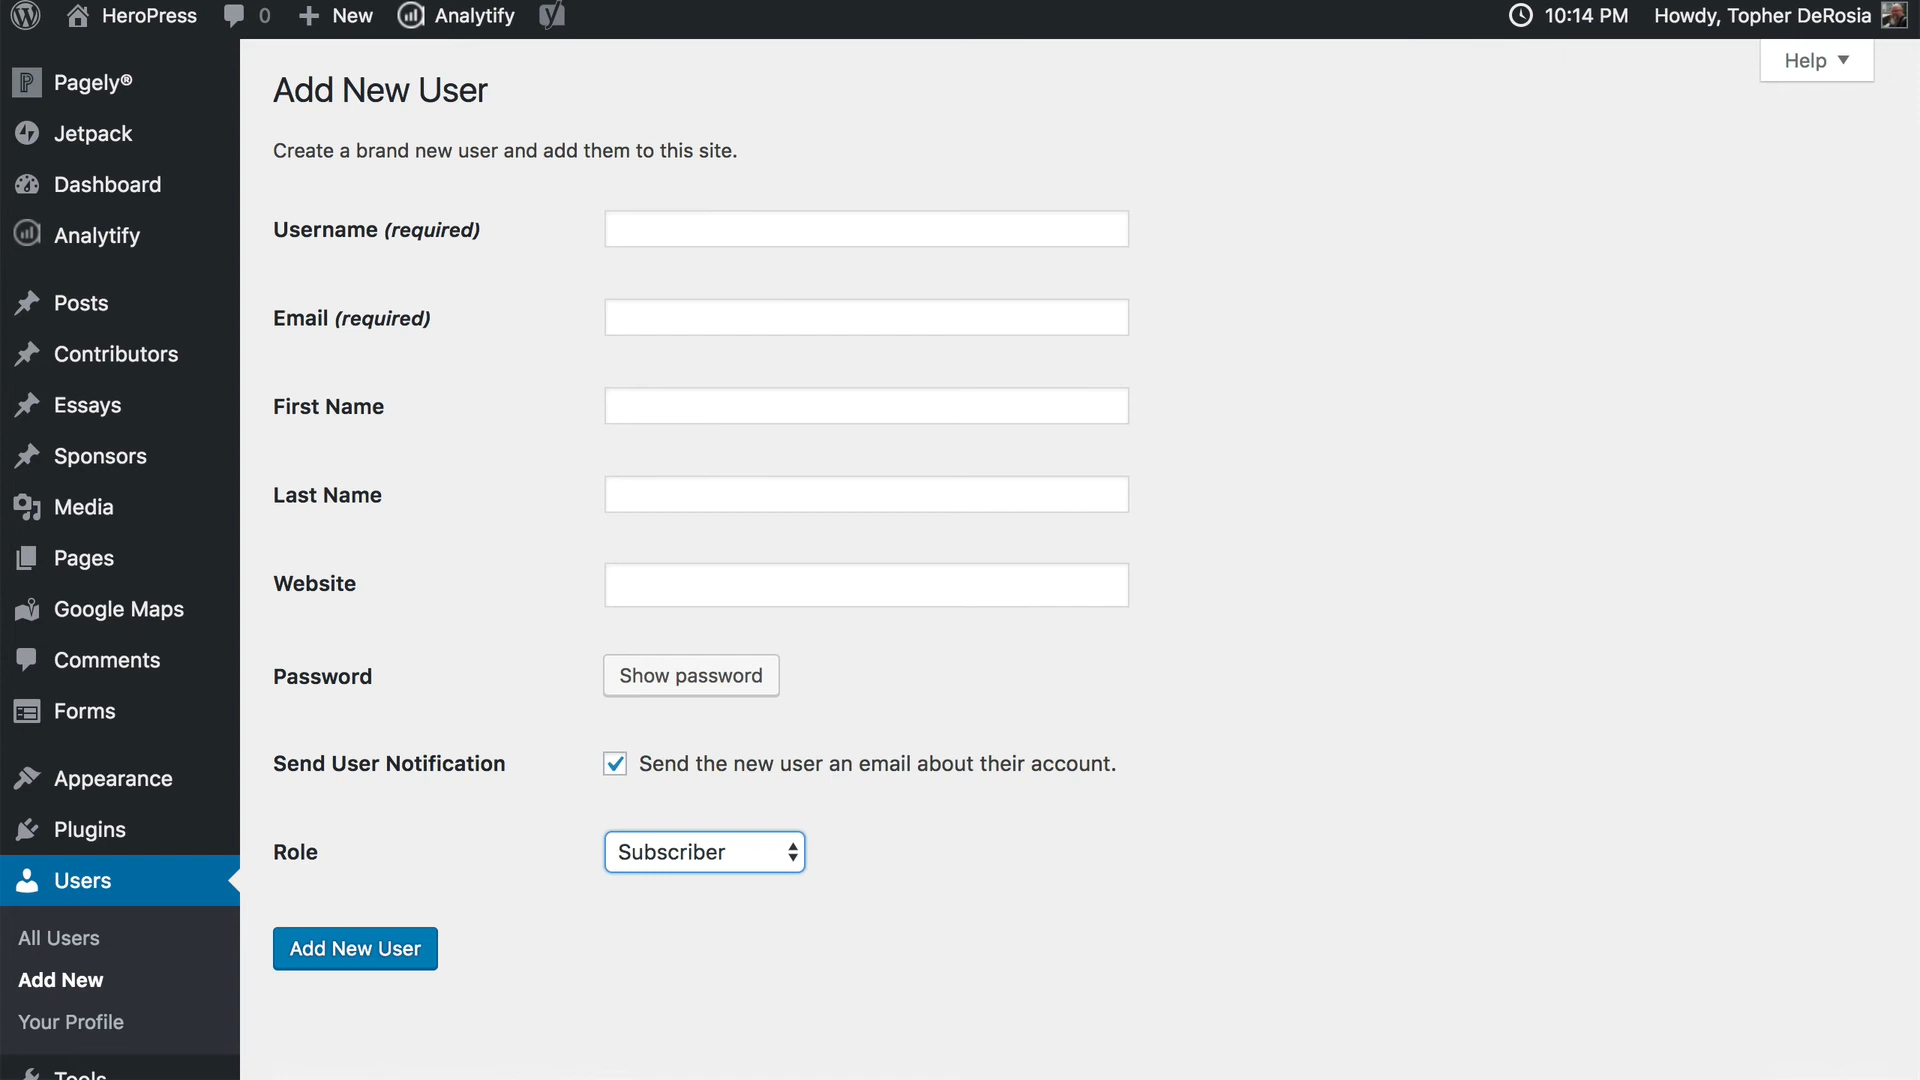 HeroPress 0 New Analytify 10:14 PM Howdy, Topher DeRosia
Help
Pagely®
Jetpack
Dashboard
Analytify
Posts
Contributors
Essays
Sponsors
Media
Pages
Google Maps
Comments
Forms
Appearance
Plugins
Users
All Users
Add New
Your Profile
Tools
Add New User
Create a brand new user and add them to this site.
Username (required)
Email (required)
First Name
Last Name
Website
Password Show password
Send User Notification Send the new user an email about their account.
Role Subscriber
Add New User